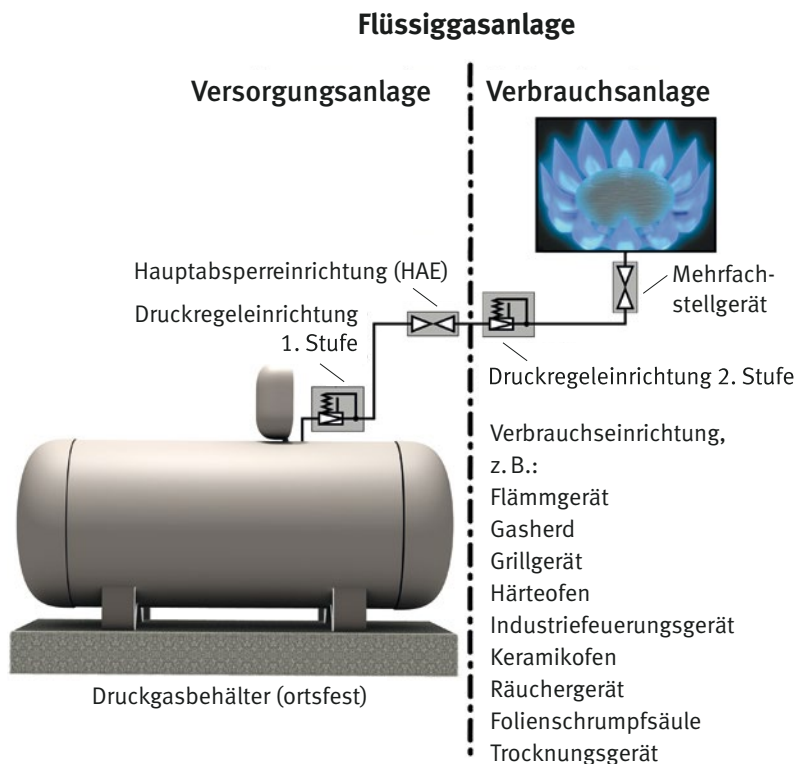 Flüssiggasanlage
Versorgungsanlage
Verbrauchsanlage
Hauptabsperreinrichtung (HAE)
Druckregeleinrichtung
1. Stufe
Mehrfach-
stellgerät
Druckregeleinrichtung 2. Stufe
Verbrauchseinrichtung,
z. B.:
Flämmgerät
Gasherd
Grillgerät
Härteofen
Industriefeuerungsgerät
Keramikofen
Räuchergerät
Folienschrumpfsäule
Trocknungsgerät
Druckgasbehälter (ortsfest)